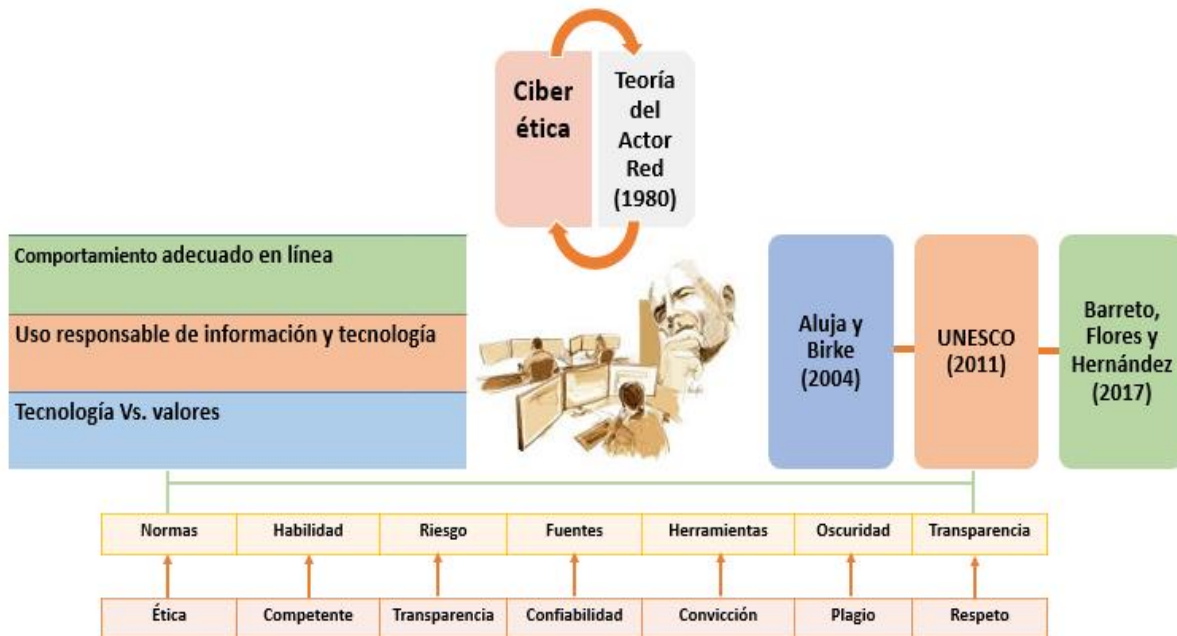 Ciber
ética
Teoría
del
Actor
Red
(1980)
Comportamiento adecuado en línea
Uso responsable de información y tecnología
Tecnología Vs. valores
Aluja y
Birke
(2004)
UNESCO
(2011)
Barreto,
Flores y
Hernández
(2017)
Normas
Habilidad
Riesgo
Fuentes
Herramientas
Oscuridad
Transparencia
Ética
Competente
Transparencia
Confiabilidad
Convicción
Plagio
Respeto